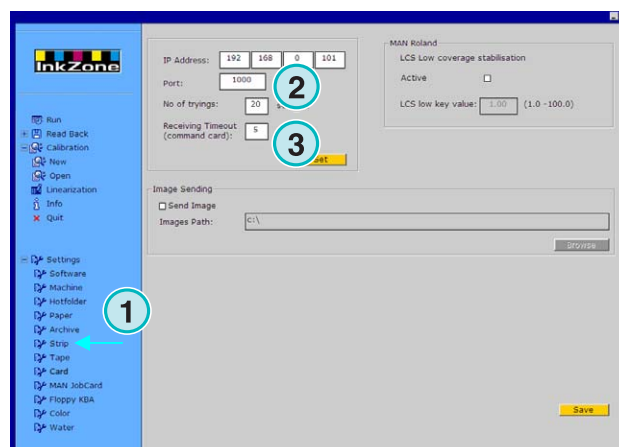 InkZone
Run
Read Back
Calibration
New
Open
Linearization
Info
Quit
Settings
Software
Machine
Hotfolder
Paper
Archive
Strip
Tape
Card
MAN JobCard
Floppy KBA
Color
Water
1
IP Address: 192 168 0 101
Port: 1000
2
No of tryings: 20 s
Receiving Timeout
(command card): 5
3
et
MAN Roland
LCS Low coverage stabilisation
Active
LCS low key value: 1.00 (1.0 -100.0)
Image Sending
Send Image
Images Path: c:\
Browse
Save